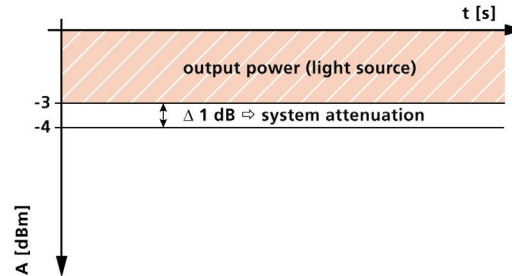 t [s]
output power (light source)
-3
Δ 1 dB ⇨ system attenuation
-4
A [dBm]